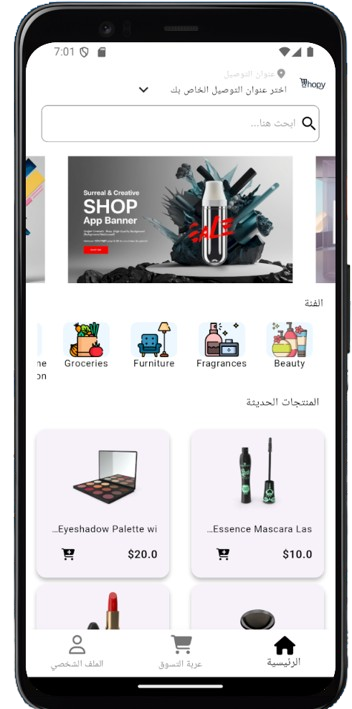 7:01
عنوان التوصيل
hopy
اختر عنوان التوصيل الخاص بك
ابحث هنا...
Surreal & Creative
SHOP
App Banner
SALE
الفئة
Beauty
Fragrances
Furniture
Groceries
me
on
المنتجات الحديثة
Essence Mascara Las...
Eyeshadow Palette wi...
$10.0
$20.0
الرئيسية
عربة التسوق
الملف الشخصي